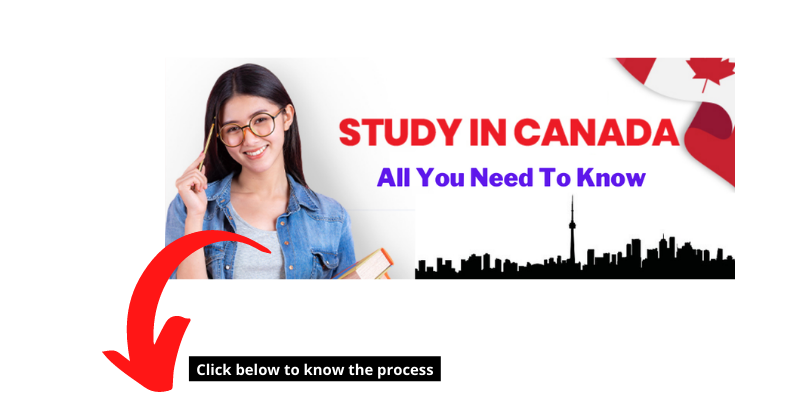 STUDY IN CANADA
All You Need To Know
Click below to know the process